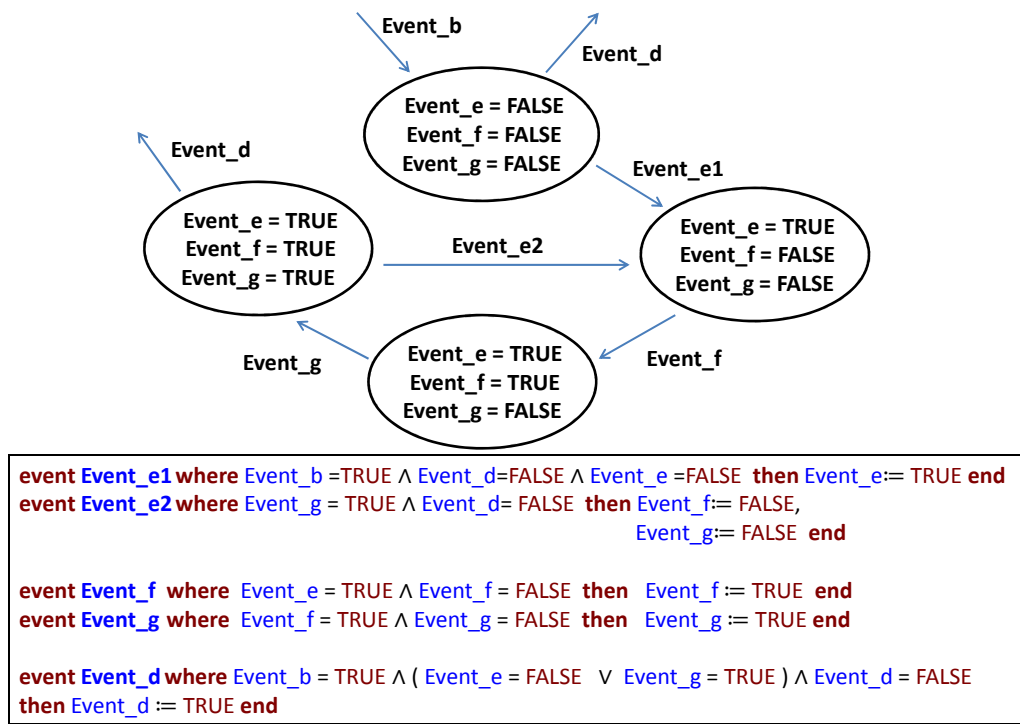 Event_b
Event_d
Event_e = FALSE
Event_f = FALSE
Event_g = FALSE
Event_d
Event_e1
Event_e = TRUE
Event_f = TRUE
Event_g = TRUE
Event_e2
Event_e = TRUE
Event_f = FALSE
Event_g = FALSE
Event_g
Event_e = TRUE
Event_f = TRUE
Event_g = FALSE
Event_f
event Event_e1 where Event_b =TRUE ∧ Event_d=FALSE ∧ Event_e =FALSE then Event_e≔ TRUE end
event Event_e2 where Event_g = TRUE ∧ Event_d= FALSE then Event_f≔ FALSE,
Event_g≔ FALSE end
event Event_f where Event_e = TRUE ∧ Event_f = FALSE then Event_f ≔ TRUE end
event Event_g where Event_f = TRUE ∧ Event_g = FALSE then Event_g ≔ TRUE end
event Event_d where Event_b = TRUE ∧ ( Event_e = FALSE ∨ Event_g = TRUE ) ∧ Event_d = FALSE
then Event_d ≔ TRUE end